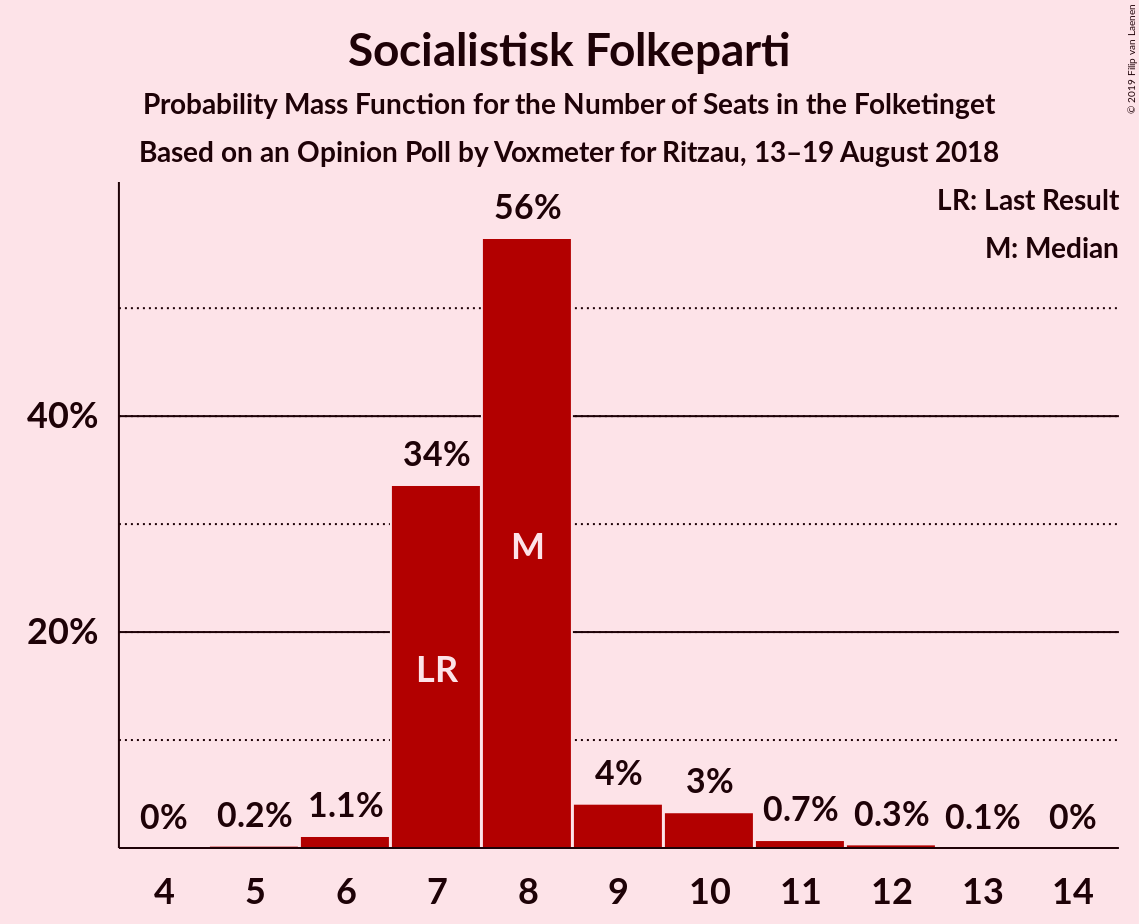 Socialistisk Folkeparti
Probability Mass Function for the Number of Seats in the Folketinget
Based on an Opinion Poll by Voxmeter for Ritzau, 13–19 August 2018
© 2019 Filip van Laenen
LR: Last Result
M: Median
56%
40%
34%
M
20%
LR
0%
0.2%
1.1%
4%
3%
0.7%
0.3%
0.1%
0%
4 5 6 7 8 9 10 11 12 13 14